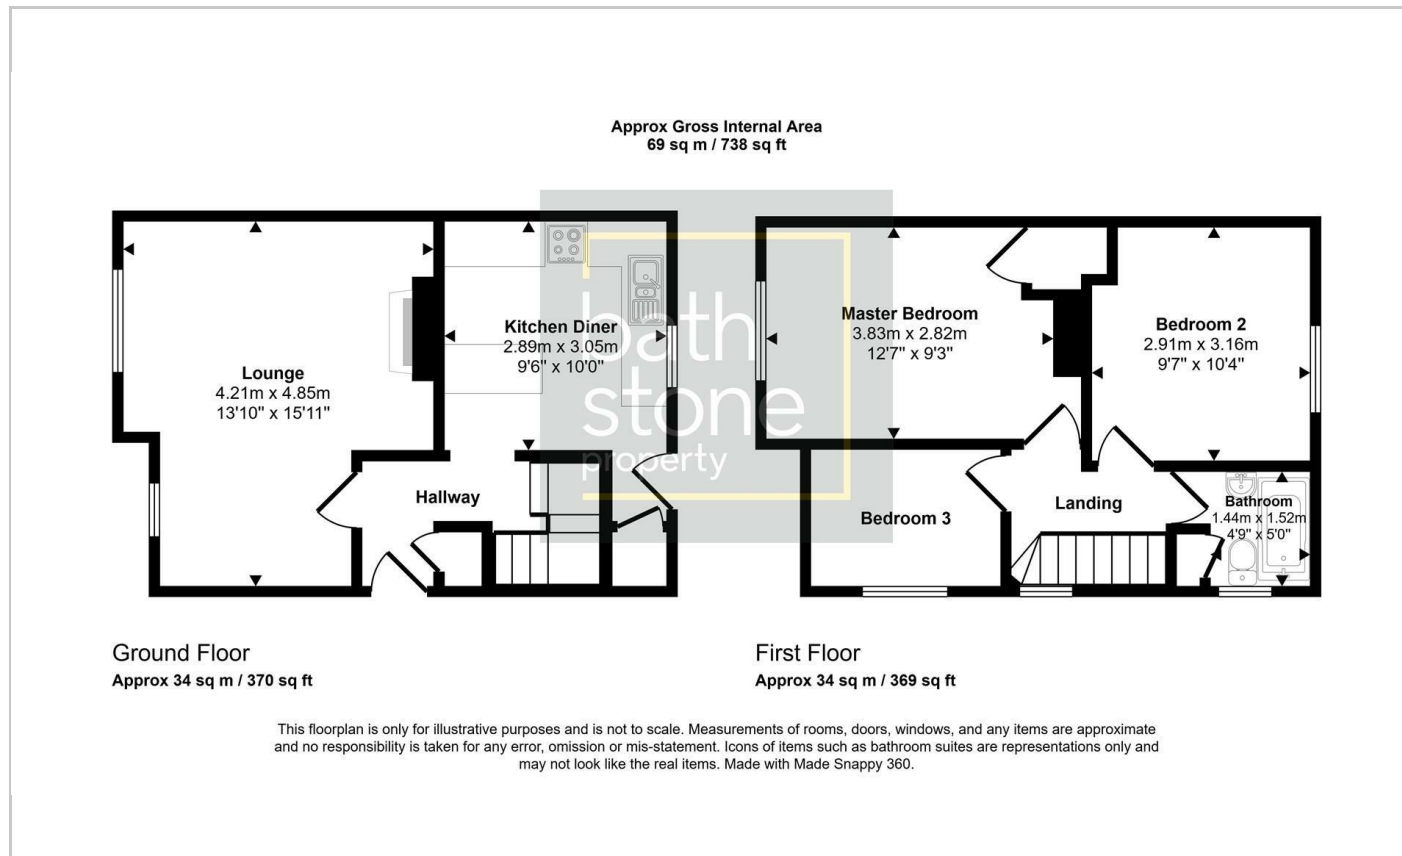 Approx Gross Internal Area
69 sq m / 738 sq ft
Lounge
4.21m x 4.85m
13'10" x 15'11"
Kitchen Diner
2.89m x 3.05m
9'6" x 10'0"
Hallway
bath
stone
property
Master Bedroom
3.83m x 2.82m
12'7" x 9'3"
Bedroom 2
2.91m x 3.16m
9'7" x 10'4"
Bedroom 3
Landing
Bathroom
1.44m x 1.52m
4'9" x 5'0"
Ground Floor
Approx 34 sq m / 370 sq ft
First Floor
Approx 34 sq m / 369 sq ft
This floorplan is only for illustrative purposes and is not to scale. Measurements of rooms, doors, windows, and any items are approximate
and no responsibility is taken for any error, omission or mis-statement. Icons of items such as bathroom suites are representations only and
may not look like the real items. Made with Made Snappy 360.